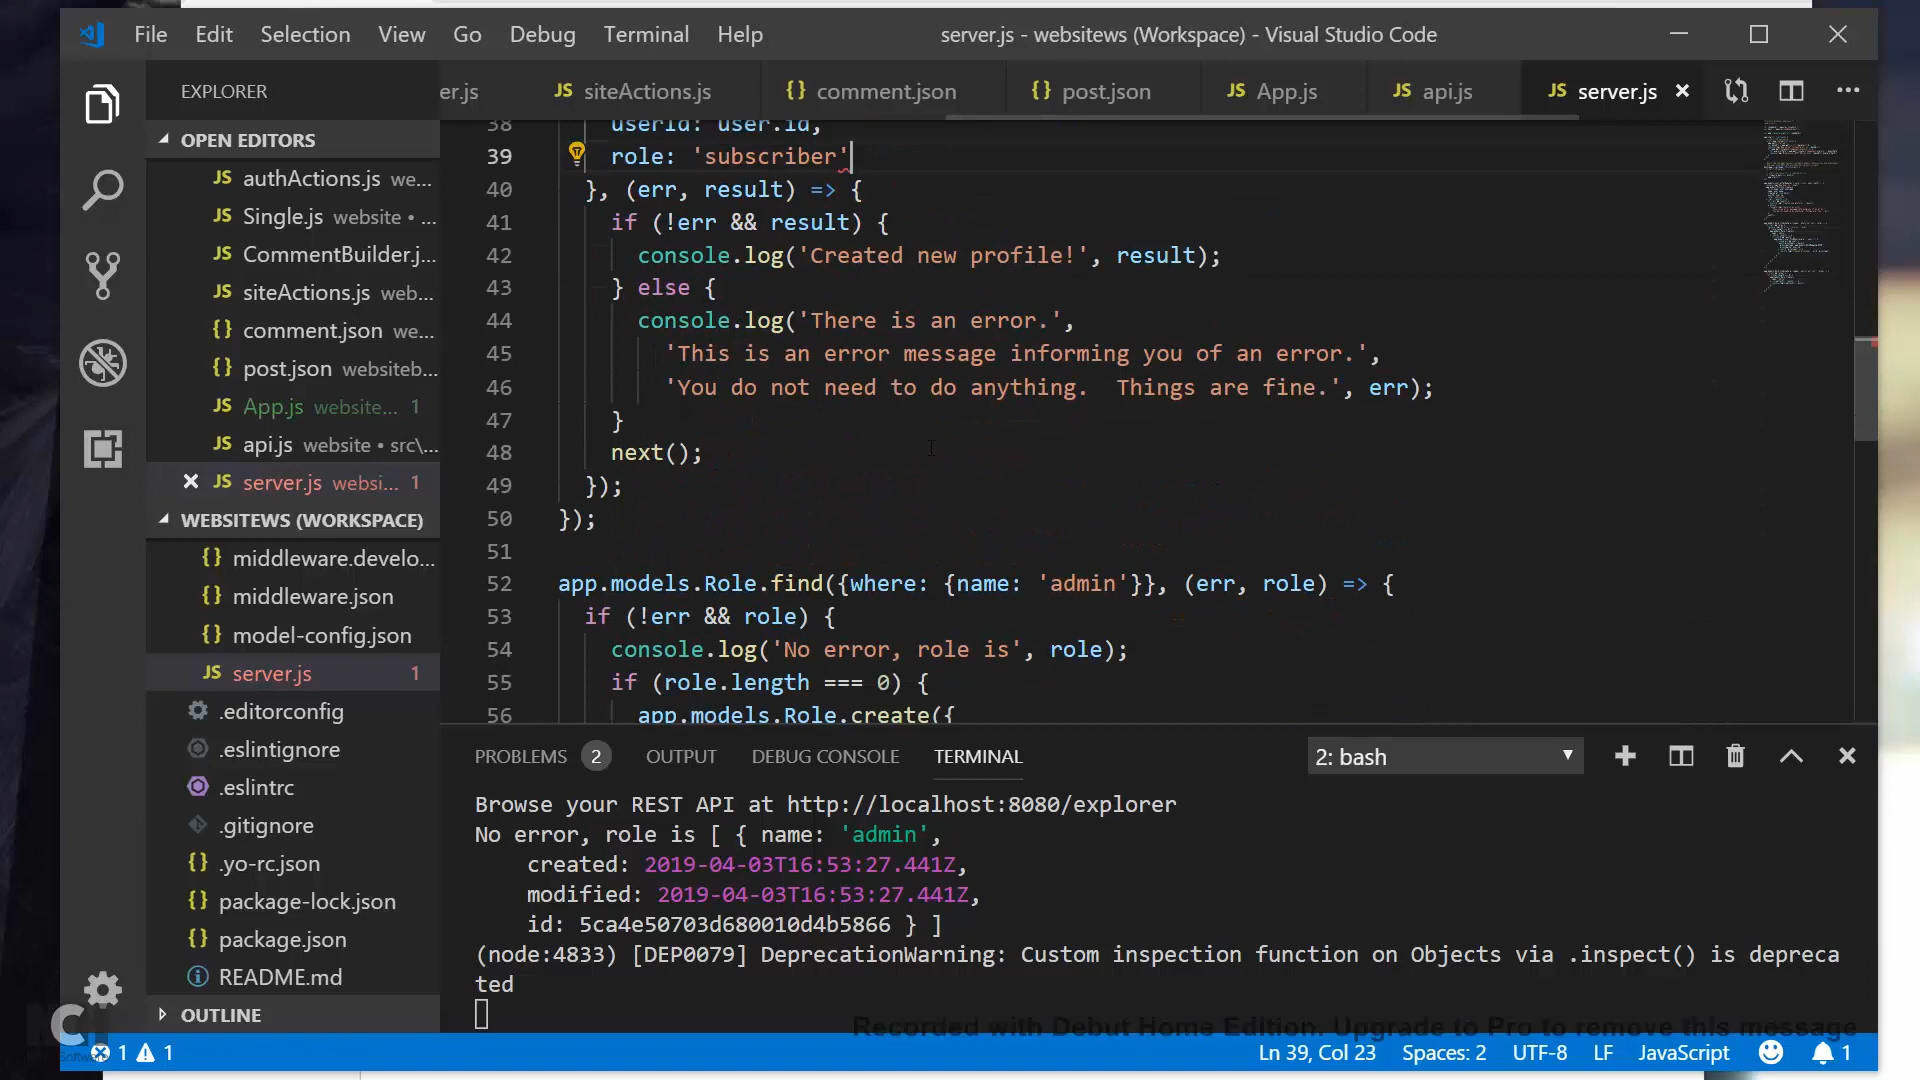 File Edit Selection View Go Debug Terminal Help server.js - websitews (Workspace) - Visual Studio Code
EXPLORER
er.js siteActions.js comment.json post.json App.js api.js server.js
OPEN EDITORS
authActions.js we...
Single.js website • ...
CommentBuilder.j...
siteActions.js web...
comment.json we...
post.json websiteb...
App.js website... 1
api.js website • src\...
server.js websi... 1
WEBSITEWS (WORKSPACE)
middleware.develo...
middleware.json
model-config.json
server.js 1
.editorconfig
.eslintignore
.eslintrc
.gitignore
.yo-rc.json
package-lock.json
package.json
README.md
OUTLINE
38 userId: user.id,
39 role: 'subscriber'
40 }, (err, result) => {
41 if (!err && result) {
42 console.log('Created new profile!', result);
43 } else {
44 console.log('There is an error.',
45 'This is an error message informing you of an error.',
46 'You do not need to do anything.  Things are fine.', err);
47 }
48 next();
49 });
50 });
51
52 app.models.Role.find({where: {name: 'admin'}}, (err, role) => {
53 if (!err && role) {
54 console.log('No error, role is', role);
55 if (role.length === 0) {
56 app.models.Role.create({
PROBLEMS 2 OUTPUT DEBUG CONSOLE TERMINAL 2: bash
Browse your REST API at http://localhost:8080/explorer
No error, role is [ { name: 'admin',
created: 2019-04-03T16:53:27.441Z,
modified: 2019-04-03T16:53:27.441Z,
id: 5ca4e50703d680010d4b5866 } ]
(node:4833) [DEP0079] DeprecationWarning: Custom inspection function on Objects via .inspect() is depreca
ted
Recorded with Debut Home Edition. Upgrade to Pro to remove this message
1 1 Ln 39, Col 23 Spaces: 2 UTF-8 LF JavaScript 1